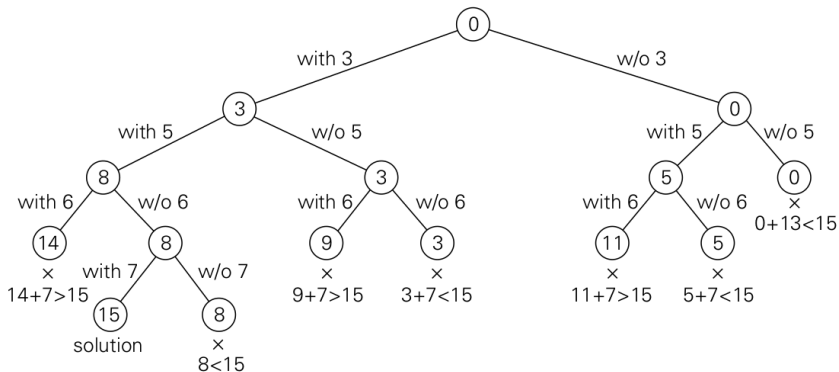 0
with 3
w/o 3
3
0
with 5
w/o 5
with 5
w/o 5
8
3
5
0
with 6
w/o 6
with 6
w/o 6
with 6
w/o 6
×
0+13<15
14
8
9
3
11
5
×
with 7
w/o 7
×
×
×
×
14+7>15
9+7>15
3+7<15
11+7>15
5+7<15
15
8
solution
×
8<15